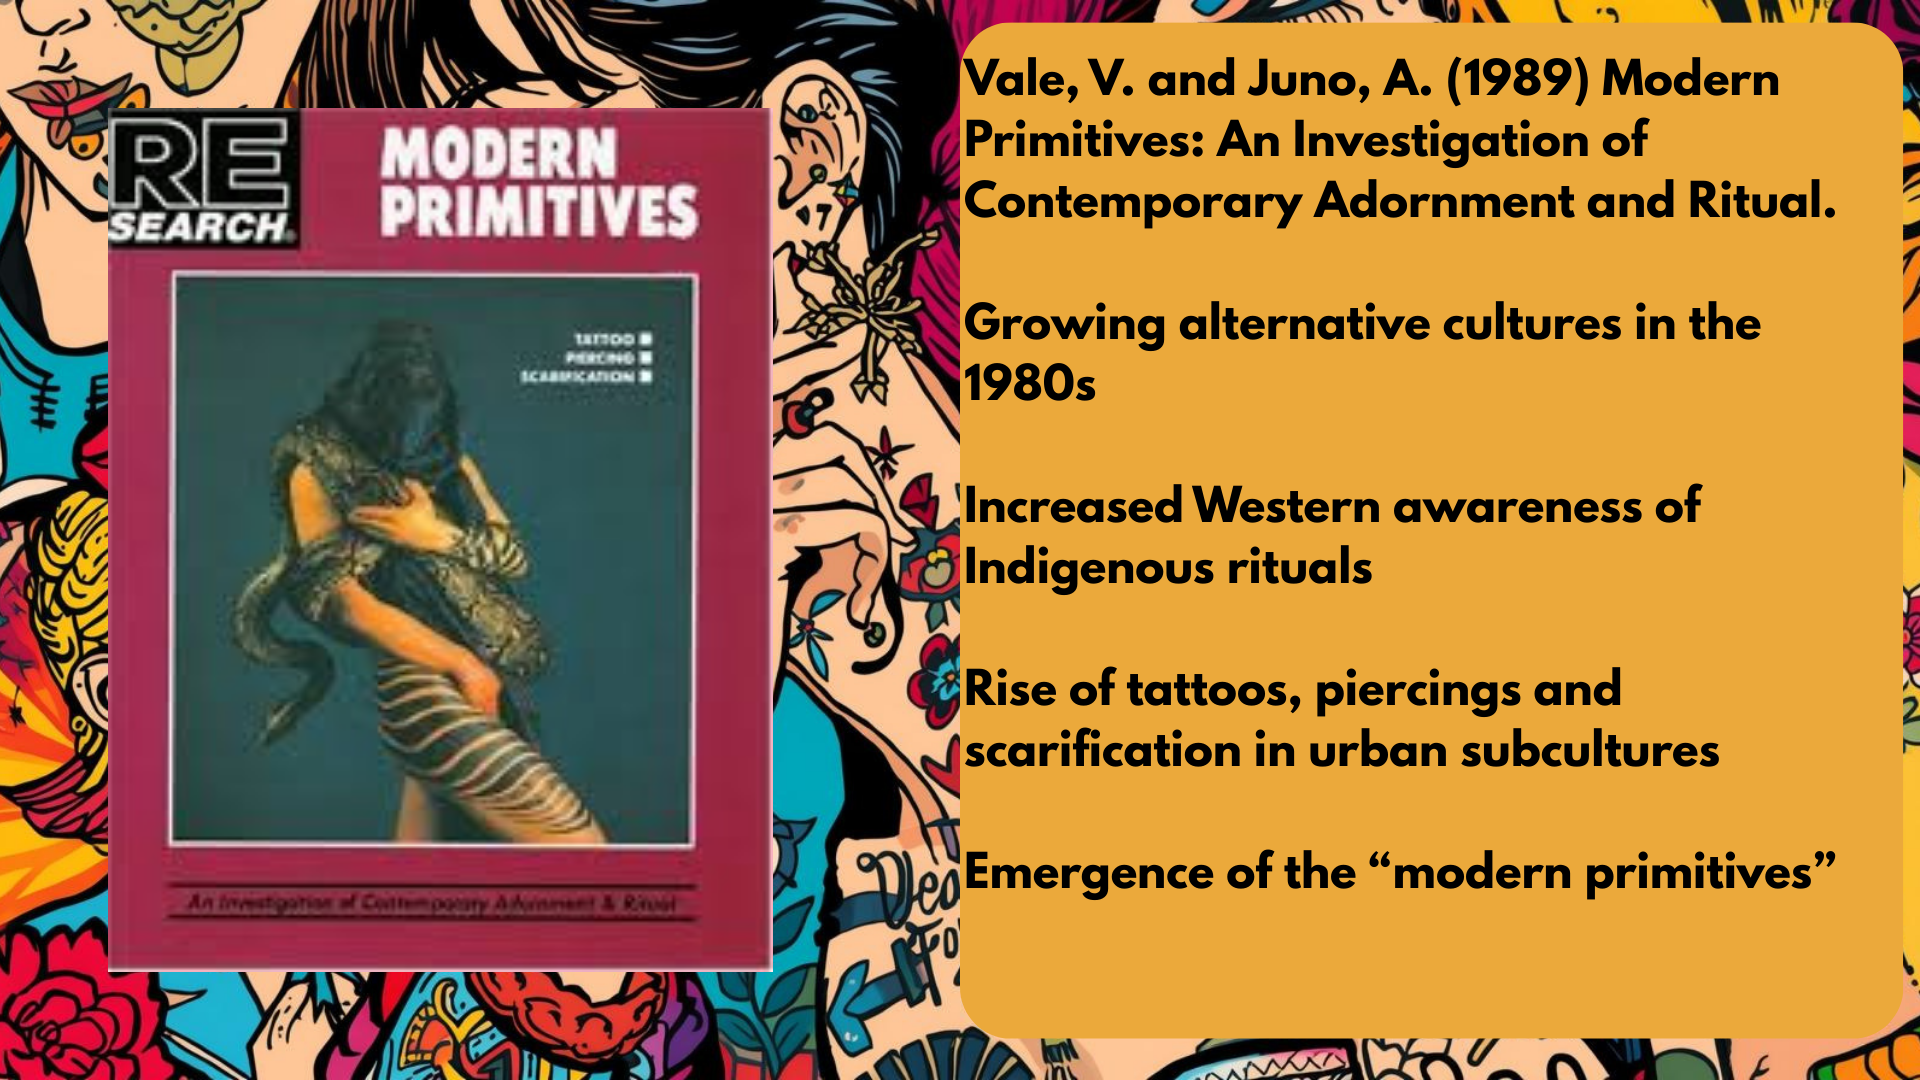 RE
SEARCH
MODERN
PRIMITIVES
TATTOO
PIERCING
SCARIFICATION
An Investigation of Contemporary Adornment & Ritual
Vale, V. and Juno, A. (1989) Modern
Primitives: An Investigation of
Contemporary Adornment and Ritual.
Growing alternative cultures in the
1980s
Increased Western awareness of
Indigenous rituals
Rise of tattoos, piercings and
scarification in urban subcultures
Emergence of the “modern primitives”